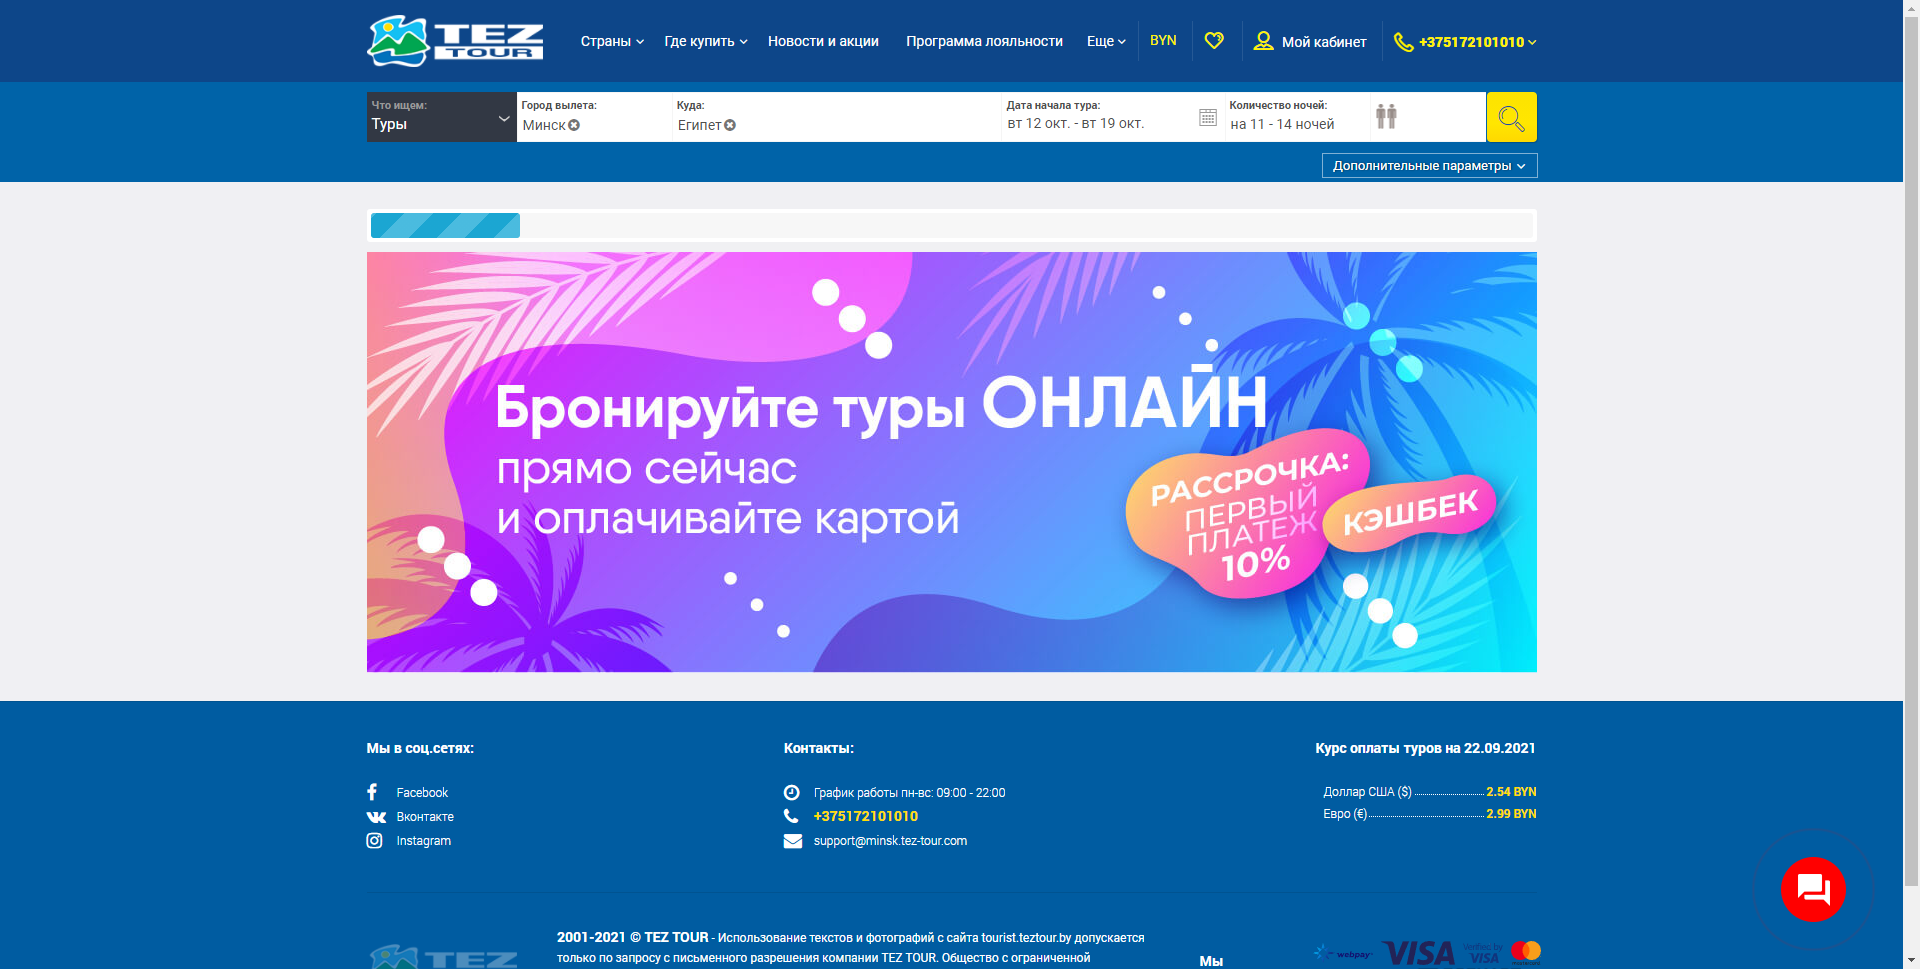 TEZ TOUR
Страны
Где купить
Новости и акции
Программа лояльности
Еще
BYN
Мой кабинет
+375172101010
Что ищем:
Туры
Город вылета:
Минск
Куда:
Египет
Дата начала тура:
вт 12 окт. - вт 19 окт.
Количество ночей:
на 11 - 14 ночей
Дополнительные параметры
Бронируйте туры ОНЛАЙН
прямо сейчас
и оплачивайте картой
РАССРОЧКА:
ПЕРВЫЙ
ПЛАТЕЖ
10%
КЭШБЕК
Мы в соц.сетях:
Facebook
Вконтакте
Instagram
Контакты:
График работы пн-вс: 09:00 - 22:00
+375172101010
support@minsk.tez-tour.com
Курс оплаты туров на 22.09.2021
Доллар США ($) 2.54 BYN
Евро (€) 2.99 BYN
TEZ
2001-2021 © TEZ TOUR - Использование текстов и фотографий с сайта tourist.teztour.by допускается
только по запросу с письменного разрешения компании TEZ TOUR. Общество с ограниченной
Мы
webpay
VISA
Verified by
VISA